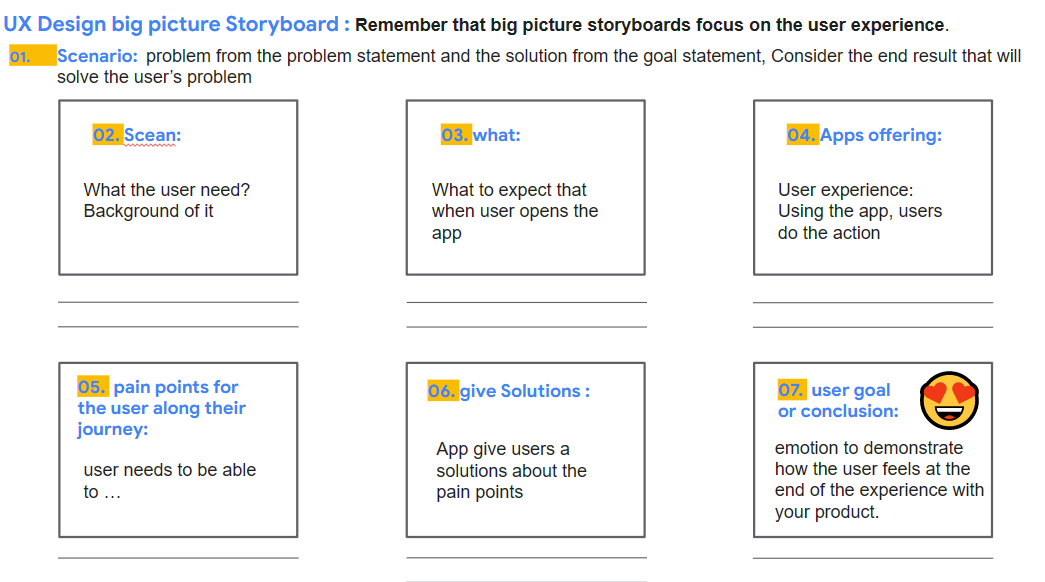 UX Design big picture Storyboard : Remember that big picture storyboards focus on the user experience.
01. Scenario: problem from the problem statement and the solution from the goal statement, Consider the end result that will
solve the user's problem
02. Scean:
What the user need?
Background of it
03. what:
What to expect that
when user opens the
app
04. Apps offering:
User experience:
Using the app, users
do the action
05. pain points for
the user along their
journey:
user needs to be able
to …
06. give Solutions :
App give users a
solutions about the
pain points
07. user goal
or conclusion:
emotion to demonstrate
how the user feels at the
end of the experience with
your product.